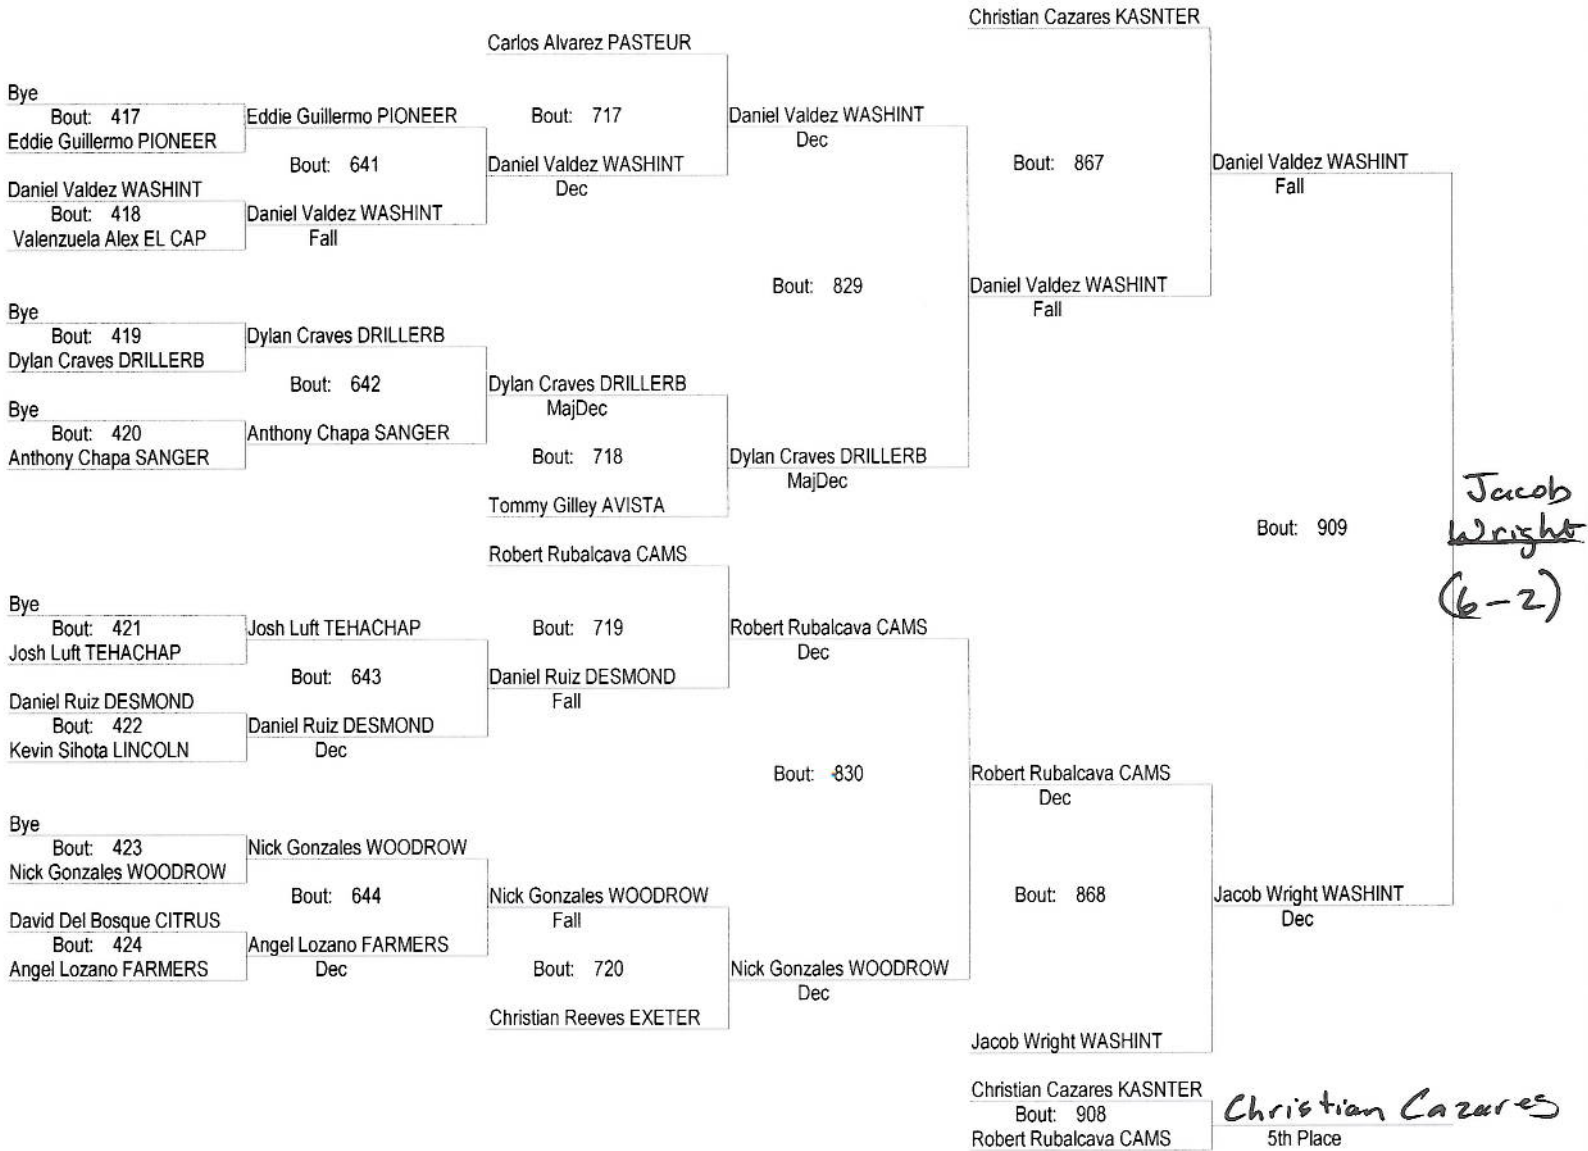 Christian Cazares KASNTER
Carlos Alvarez PASTEUR
Bye
Bout: 417
Eddie Guillermo PIONEER
Eddie Guillermo PIONEER
Bout: 717
Daniel Valdez WASHINT
Dec
Bout: 641
Daniel Valdez WASHINT
Dec
Bout: 867
Daniel Valdez WASHINT
Fall
Daniel Valdez WASHINT
Bout: 418
Valenzuela Alex EL CAP
Daniel Valdez WASHINT
Fall
Bout: 829
Daniel Valdez WASHINT
Fall
Bye
Bout: 419
Dylan Craves DRILLERB
Dylan Craves DRILLERB
Bout: 642
Dylan Craves DRILLERB
MajDec
Bye
Bout: 420
Anthony Chapa SANGER
Anthony Chapa SANGER
Bout: 718
Dylan Craves DRILLERB
MajDec
Tommy Gilley AVISTA
Jacob
Wright
(6-2)
Bout: 909
Robert Rubalcava CAMS
Bye
Bout: 421
Josh Luft TEHACHAP
Josh Luft TEHACHAP
Bout: 719
Robert Rubalcava CAMS
Dec
Bout: 643
Daniel Ruiz DESMOND
Fall
Daniel Ruiz DESMOND
Bout: 422
Kevin Sihota LINCOLN
Daniel Ruiz DESMOND
Dec
Bout: 830
Robert Rubalcava CAMS
Dec
Bye
Bout: 423
Nick Gonzales WOODROW
Nick Gonzales WOODROW
Bout: 644
Nick Gonzales WOODROW
Fall
Bout: 868
Jacob Wright WASHINT
Dec
David Del Bosque CITRUS
Bout: 424
Angel Lozano FARMERS
Angel Lozano FARMERS
Dec
Bout: 720
Nick Gonzales WOODROW
Dec
Christian Reeves EXETER
Jacob Wright WASHINT
Christian Cazares KASNTER
Bout: 908
Robert Rubalcava CAMS
Christian Cazares
5th Place